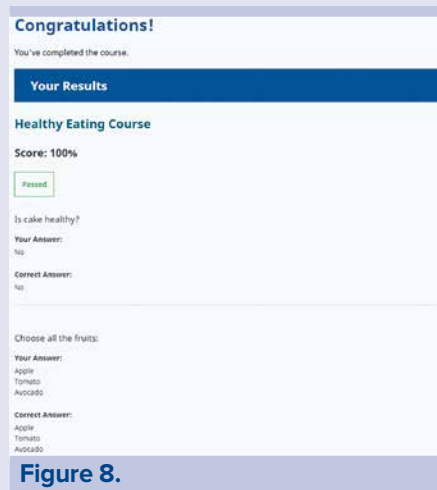 Congratulations!
You've completed the course.
Your Results
Healthy Eating Course
Score: 100%
Passed
Is cake healthy?
Your Answer:
No
Correct Answer:
No
Choose all the fruits:
Your Answer:
Apple
Tomato
Avocado
Correct Answer:
Apple
Tomato
Avocado
Figure 8.